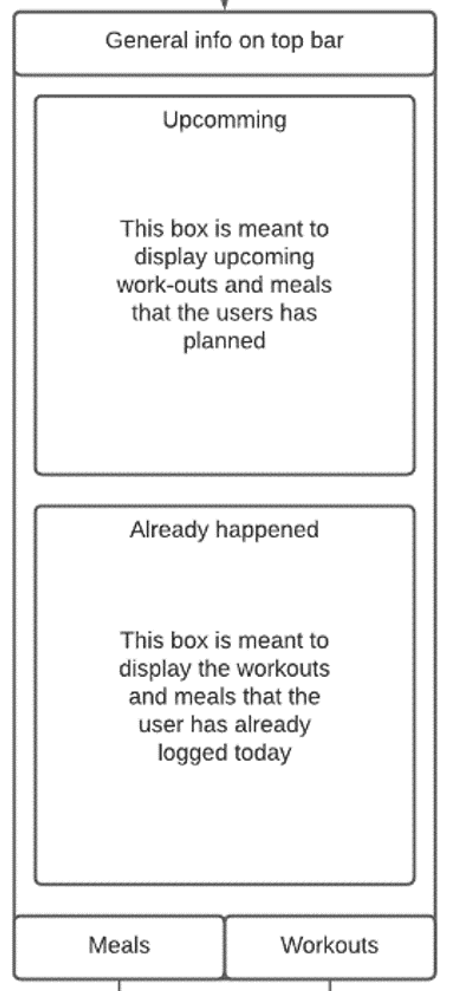 General info on top bar
Upcomming
This box is meant to
display upcoming
work-outs and meals
that the users has
planned
Already happened
This box is meant to
display the workouts
and meals that the
user has already
logged today
Meals
Workouts